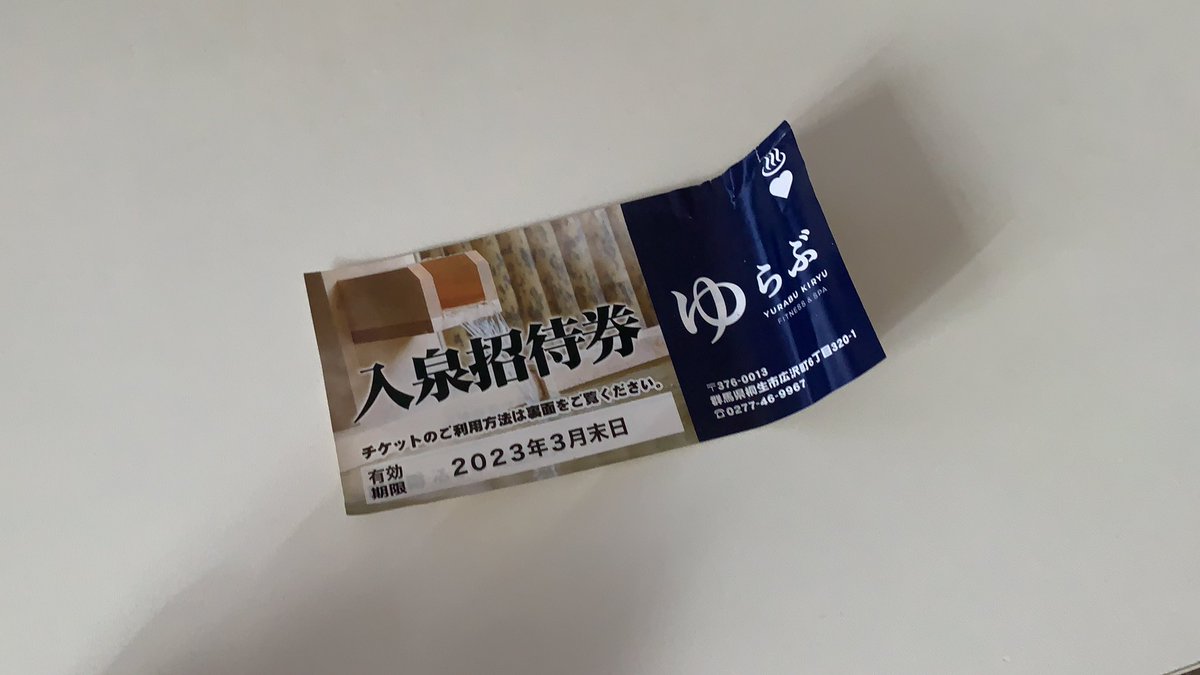 入泉招待券
チケットのご利用方法は裏面をご覧ください。
有効
期限
2023年3月末日
ゆらぶ
YURABU KIRYU
FITNESS & SPA
〒376-0013
群馬県桐生市広沢町6丁目320-1
☎0277-46-9967